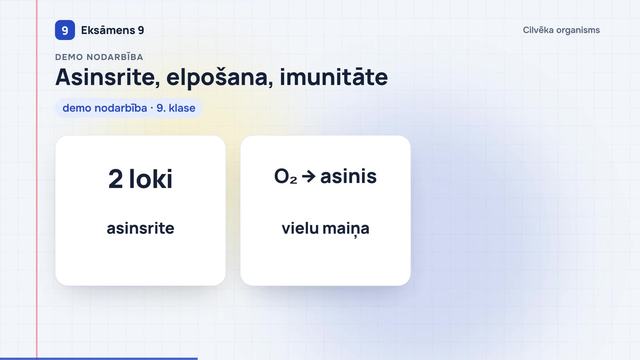 9 Eksāmens 9
Cilvēka organisms
DEMO NODARBĪBA
Asinsrite, elpošana, imunitāte
demo nodarbība · 9. klase
2 loki
asinsrite
O₂ → asinis
vielu maiņa